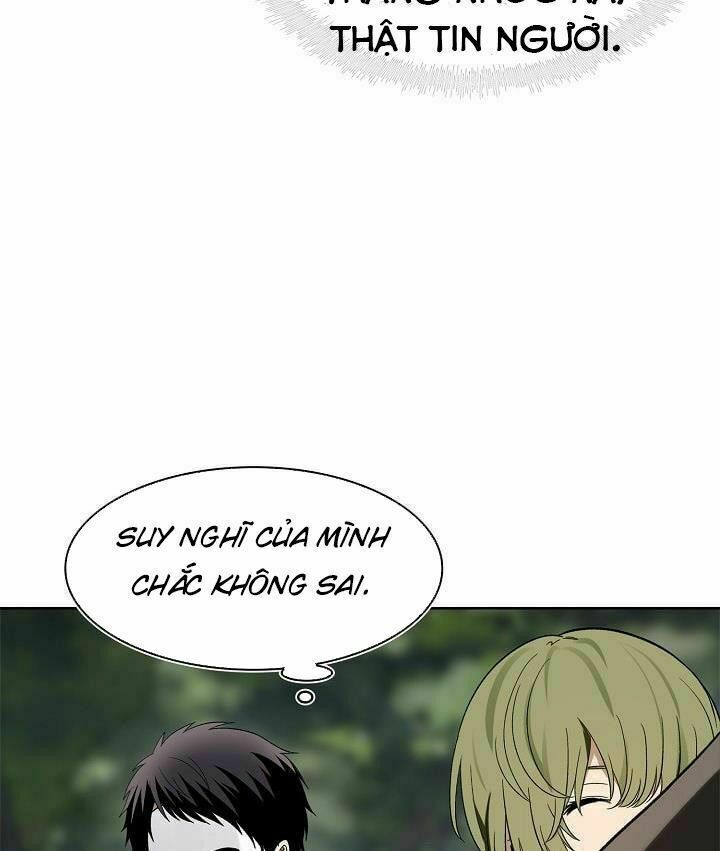 THẬT TIN NGƯỜI.
SUY NGHĨ CỦA MÌNH
CHẮC KHÔNG SAI.